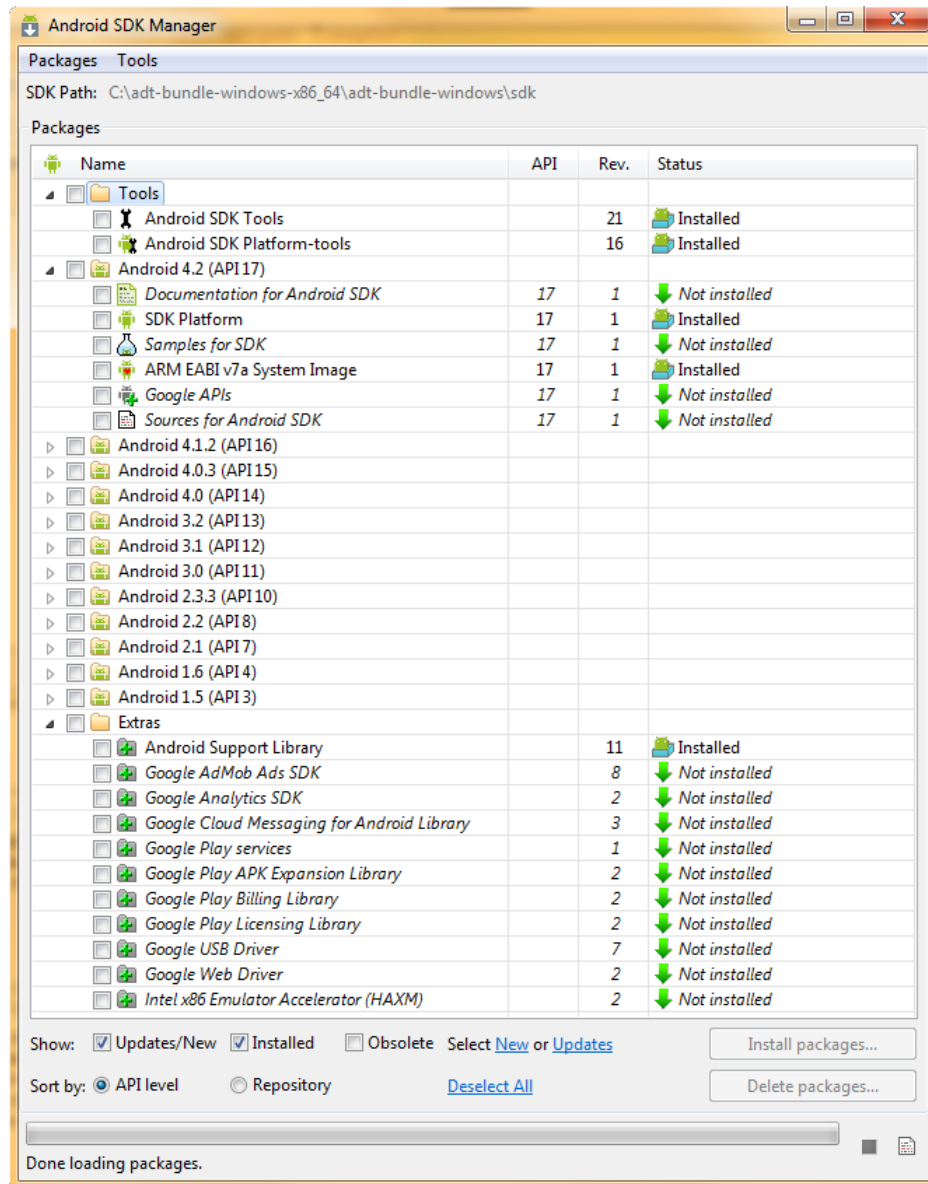 Android SDK Manager
Packages Tools
SDK Path: C:\adt-bundle-windows-x86_64\adt-bundle-windows\sdk
Packages
Name API Rev. Status
Tools
Android SDK Tools 21 Installed
Android SDK Platform-tools 16 Installed
Android 4.2 (API 17)
Documentation for Android SDK 17 1 Not installed
SDK Platform 17 1 Installed
Samples for SDK 17 1 Not installed
ARM EABI v7a System Image 17 1 Installed
Google APIs 17 1 Not installed
Sources for Android SDK 17 1 Not installed
Android 4.1.2 (API 16)
Android 4.0.3 (API 15)
Android 4.0 (API 14)
Android 3.2 (API 13)
Android 3.1 (API 12)
Android 3.0 (API 11)
Android 2.3.3 (API 10)
Android 2.2 (API 8)
Android 2.1 (API 7)
Android 1.6 (API 4)
Android 1.5 (API 3)
Extras
Android Support Library 11 Installed
Google AdMob Ads SDK 8 Not installed
Google Analytics SDK 2 Not installed
Google Cloud Messaging for Android Library 3 Not installed
Google Play services 1 Not installed
Google Play APK Expansion Library 2 Not installed
Google Play Billing Library 2 Not installed
Google Play Licensing Library 2 Not installed
Google USB Driver 7 Not installed
Google Web Driver 2 Not installed
Intel x86 Emulator Accelerator (HAXM) 2 Not installed
Show: Updates/New Installed Obsolete Select New or Updates Install packages...
Sort by: API level Repository Deselect All Delete packages...
Done loading packages.